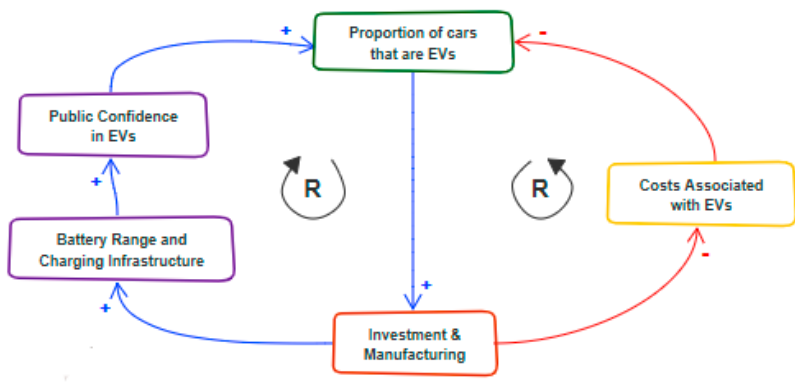 +
Proportion of cars
that are EVs
-
Public Confidence
in EVs
+
R
R
Costs Associated
with EVs
Battery Range and
Charging Infrastructure
-
+
+
Investment &
Manufacturing